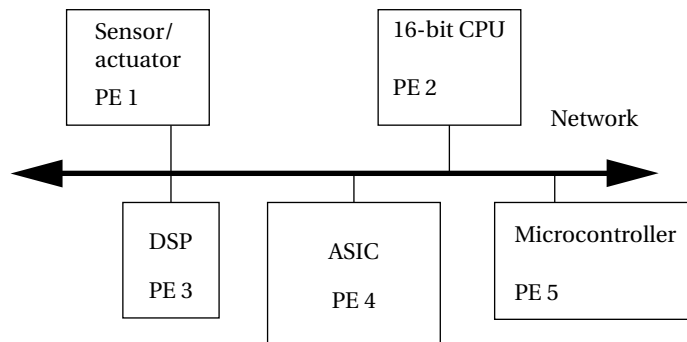 Sensor/
actuator
PE 1
16-bit CPU
PE 2
Network
DSP
PE 3
ASIC
PE 4
Microcontroller
PE 5